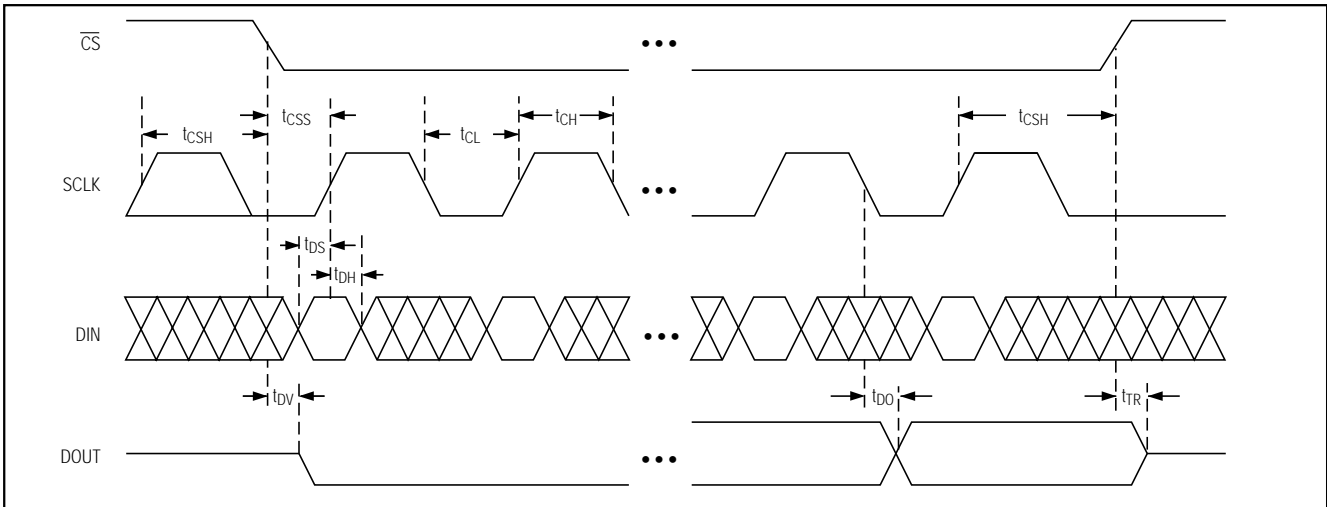 CS
•••
tCSS
tCH
tCSH
tCL
tCSH
SCLK
•••
tDS
tDH
DIN
•••
tDV
tDO
tTR
DOUT
•••